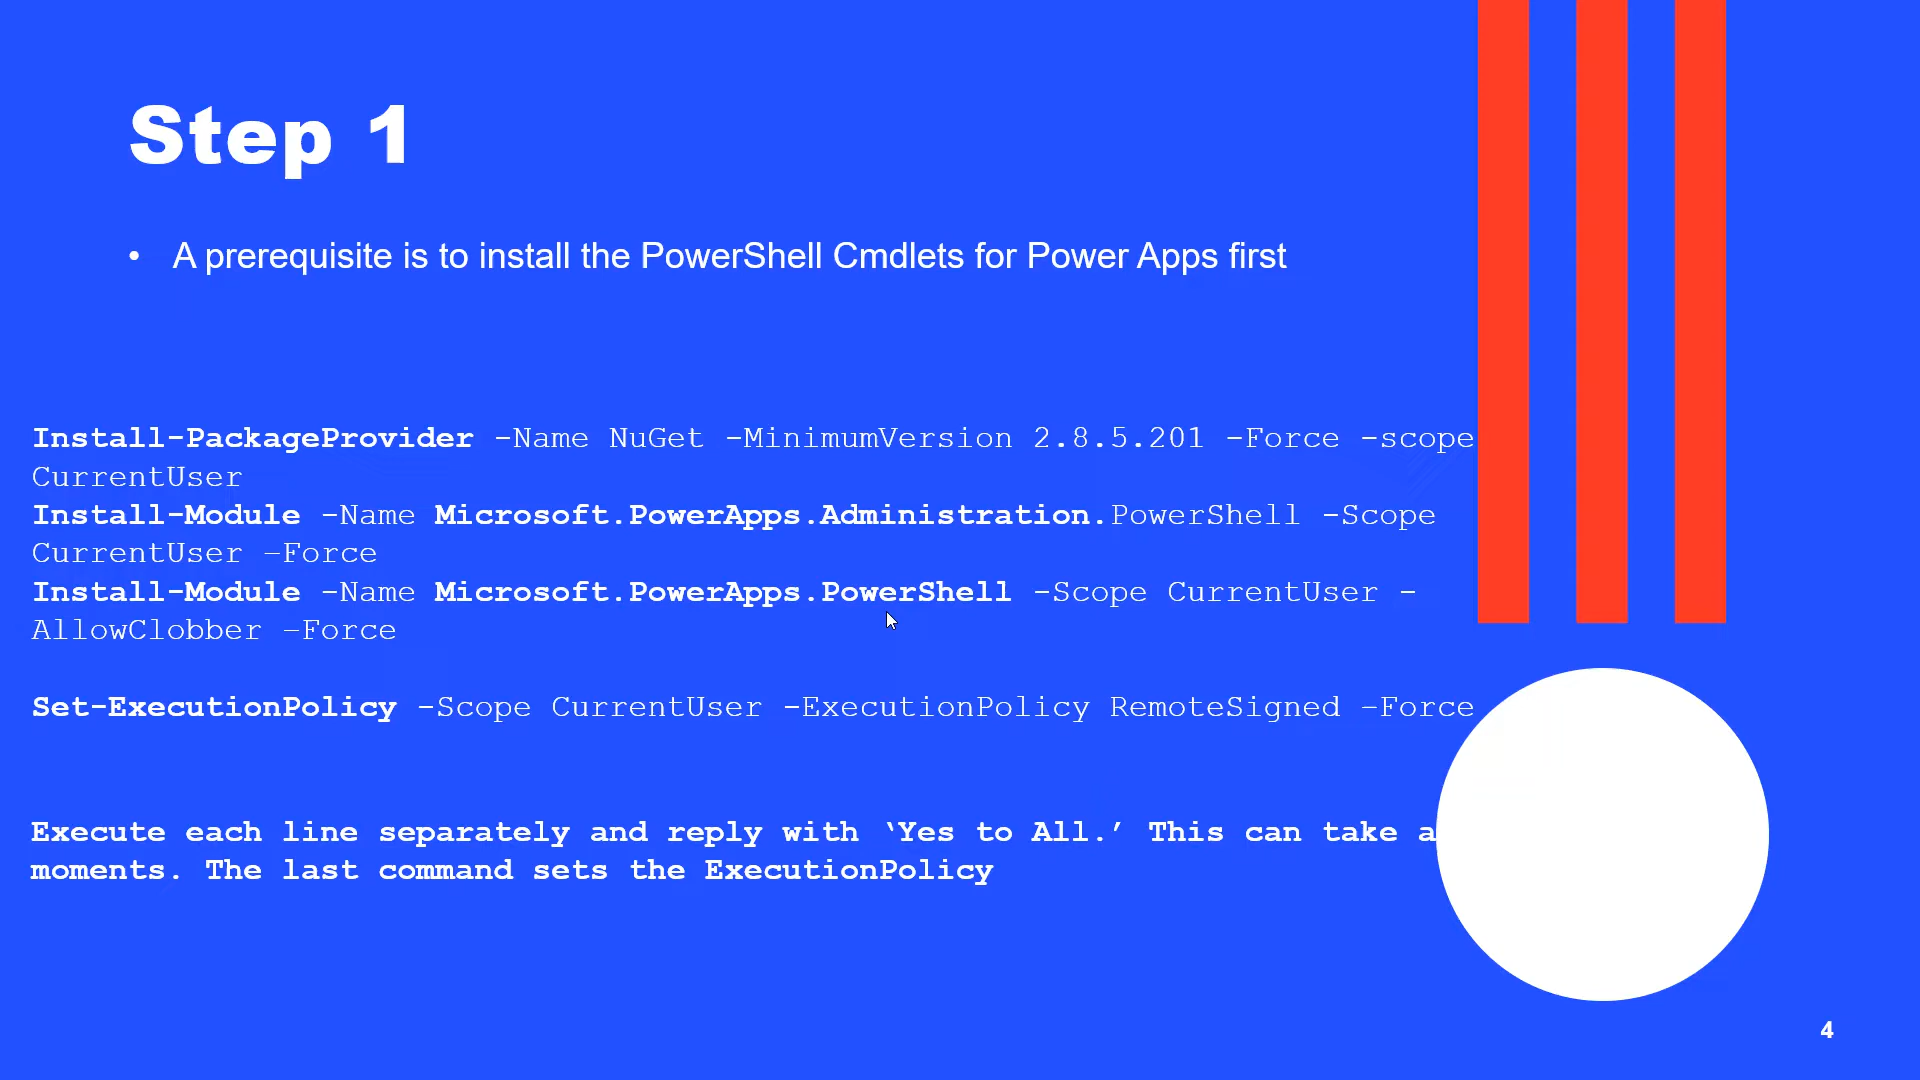 Step 1
• A prerequisite is to install the PowerShell Cmdlets for Power Apps first
Install-PackageProvider -Name NuGet -MinimumVersion 2.8.5.201 -Force -scope
CurrentUser
Install-Module -Name Microsoft.PowerApps.Administration.PowerShell -Scope
CurrentUser –Force
Install-Module -Name Microsoft.PowerApps.PowerShell -Scope CurrentUser -
AllowClobber –Force
Set-ExecutionPolicy -Scope CurrentUser -ExecutionPolicy RemoteSigned –Force
Execute each line separately and reply with ‘Yes to All.’ This can take a
moments. The last command sets the ExecutionPolicy
4